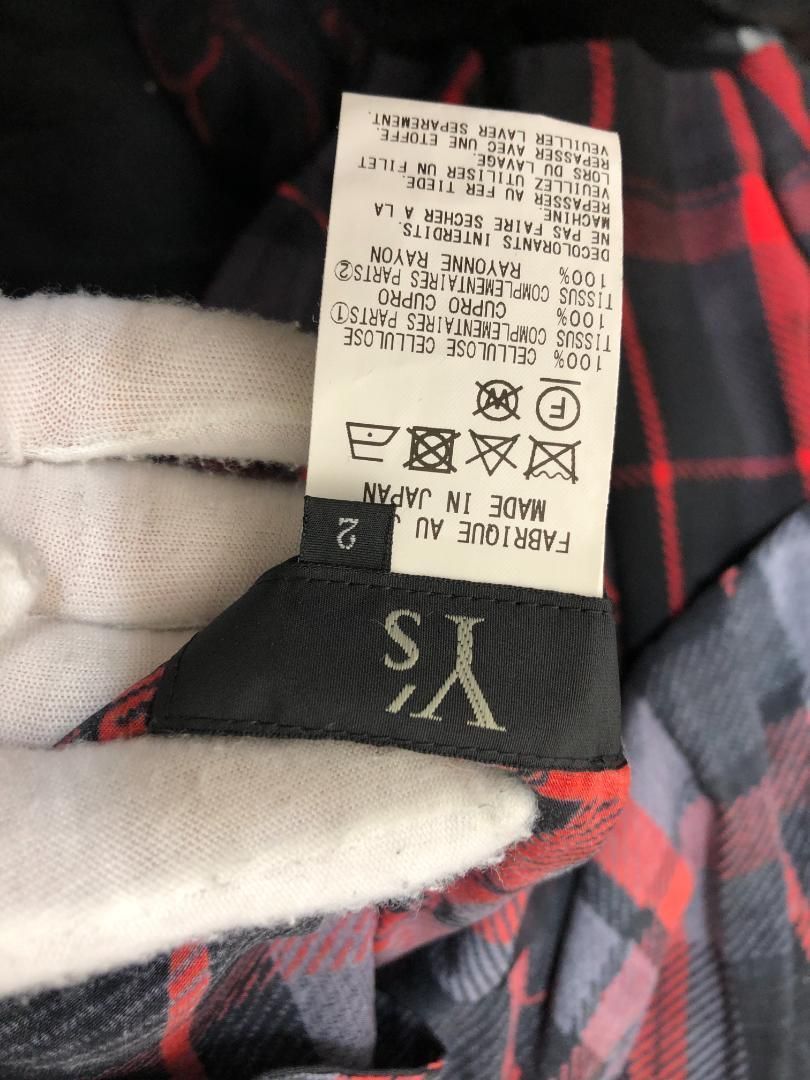 Y's
2
FABRIQUE AU J
MADE IN JAPAN
W
F
100% CELLULOSE CELLULOSE
TISSUS COMPLEMENTAIRES PARTS①
100% CUPRO CUPRO
TISSUS COMPLEMENTAIRES PARTS②
100% RAYONNE RAYON
DECOLORANTS INTERDITS.
NE PAS FAIRE SECHER A LA
MACHINE.
REPASSER AU FER TIEDE.
VEUILLEZ UTILISER UN FILET
LORS DU LAVAGE.
REPASSER AVEC UNE ETOFFE.
VEUILLER LAVER SEPAREMENT.